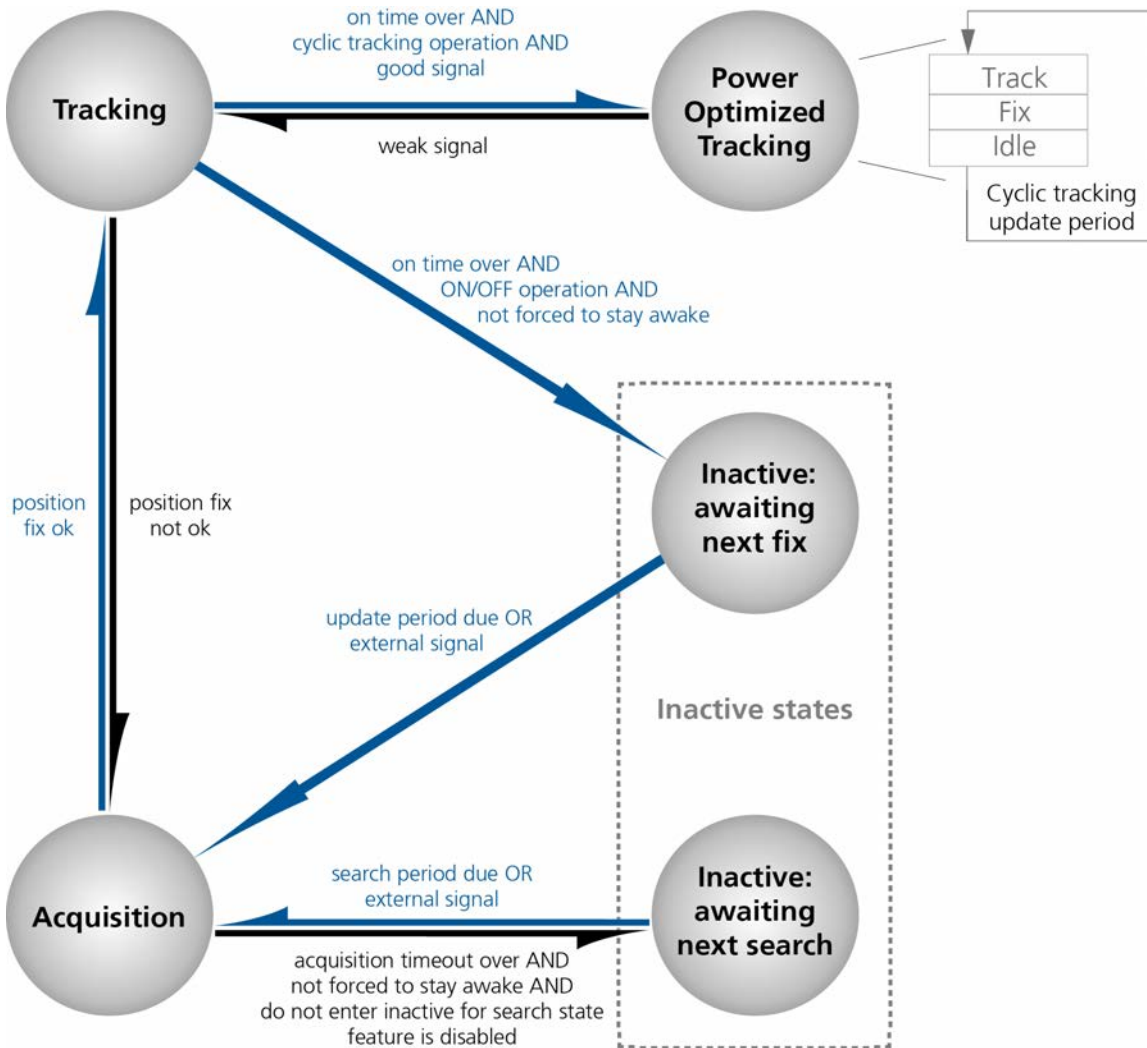 on time over AND
cyclic tracking operation AND
good signal
Tracking
Power
Optimized
Tracking
weak signal
Track
Fix
Idle
Cyclic tracking
update period
on time over AND
ON/OFF operation AND
not forced to stay awake
position
fix ok
position fix
not ok
Inactive:
awaiting
next fix
update period due OR
external signal
Inactive states
search period due OR
external signal
Acquisition
Inactive:
awaiting
next search
acquisition timeout over AND
not forced to stay awake AND
do not enter inactive for search state
feature is disabled